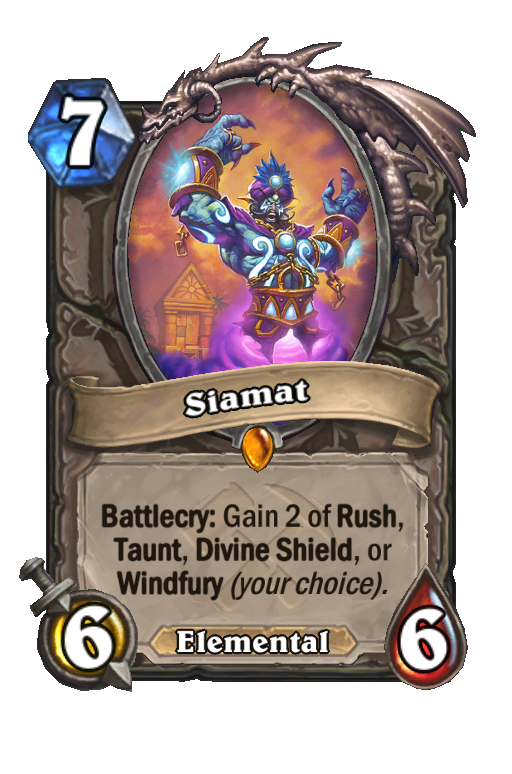 7
Siamat
Battlecry: Gain 2 of Rush,
Taunt, Divine Shield, or
Windfury (your choice).
6
Elemental
6